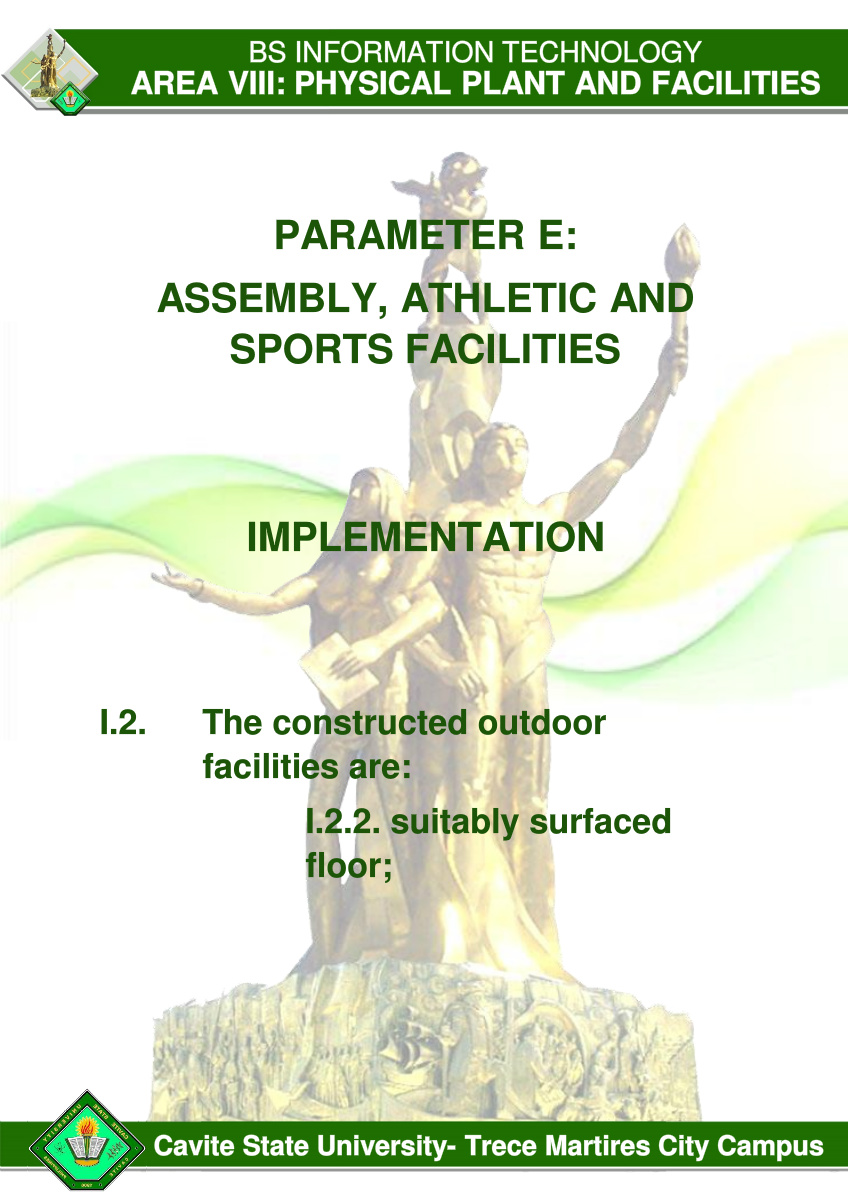 BS INFORMATION TECHNOLOGY
AREA VIII: PHYSICAL PLANT AND FACILITIES
PARAMETER E:
ASSEMBLY, ATHLETIC AND
SPORTS FACILITIES
IMPLEMENTATION
I.2. The constructed outdoor
facilities are:
I.2.2. suitably surfaced
floor;
Cavite State University- Trece Martires City Campus